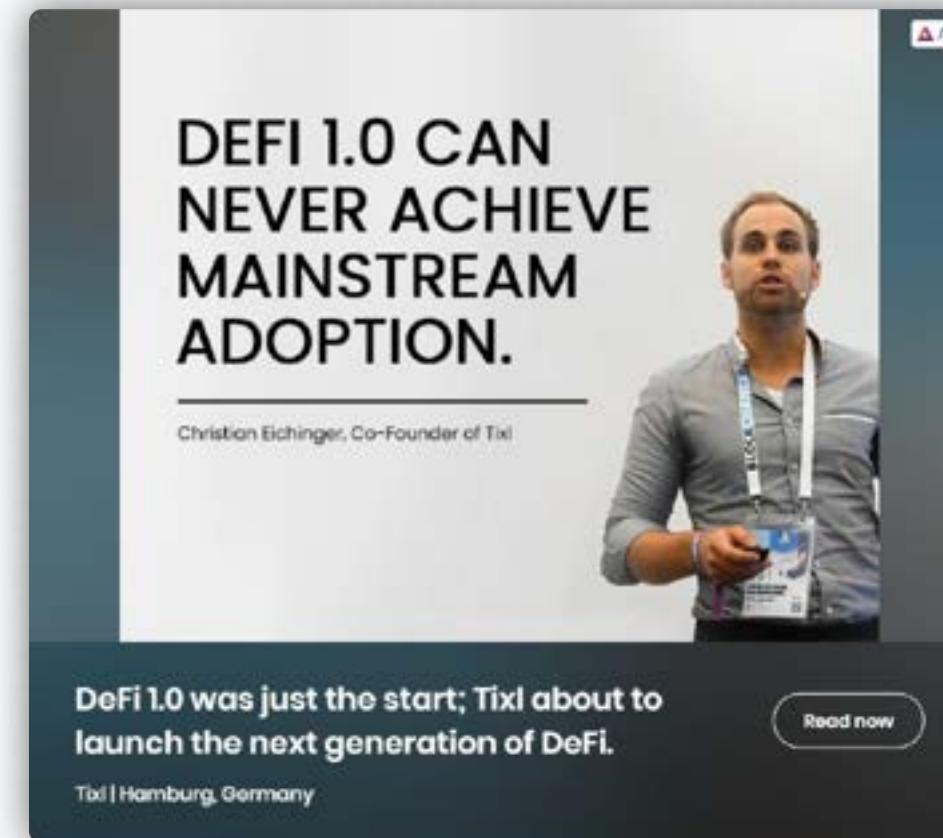 DEFI 1.0 CAN
NEVER ACHIEVE
MAINSTREAM
ADOPTION.
Christian Eichinger, Co-Founder of Tixl
DeFi 1.0 was just the start; Tixl about to
launch the next generation of DeFi.
Read now
Tixl | Hamburg, Germany